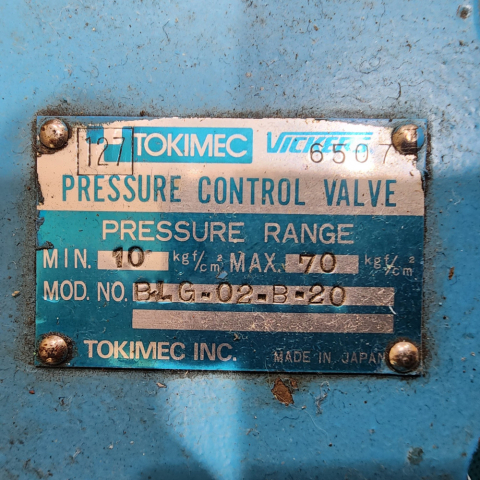 127 TOKIMEC VICKERS 6507
PRESSURE CONTROL VALVE
PRESSURE RANGE
MIN. 10 kgf/cm² MAX. 70 kgf/cm²
MOD. NO. BLG-02-B-20
TOKIMEC INC. MADE IN JAPAN